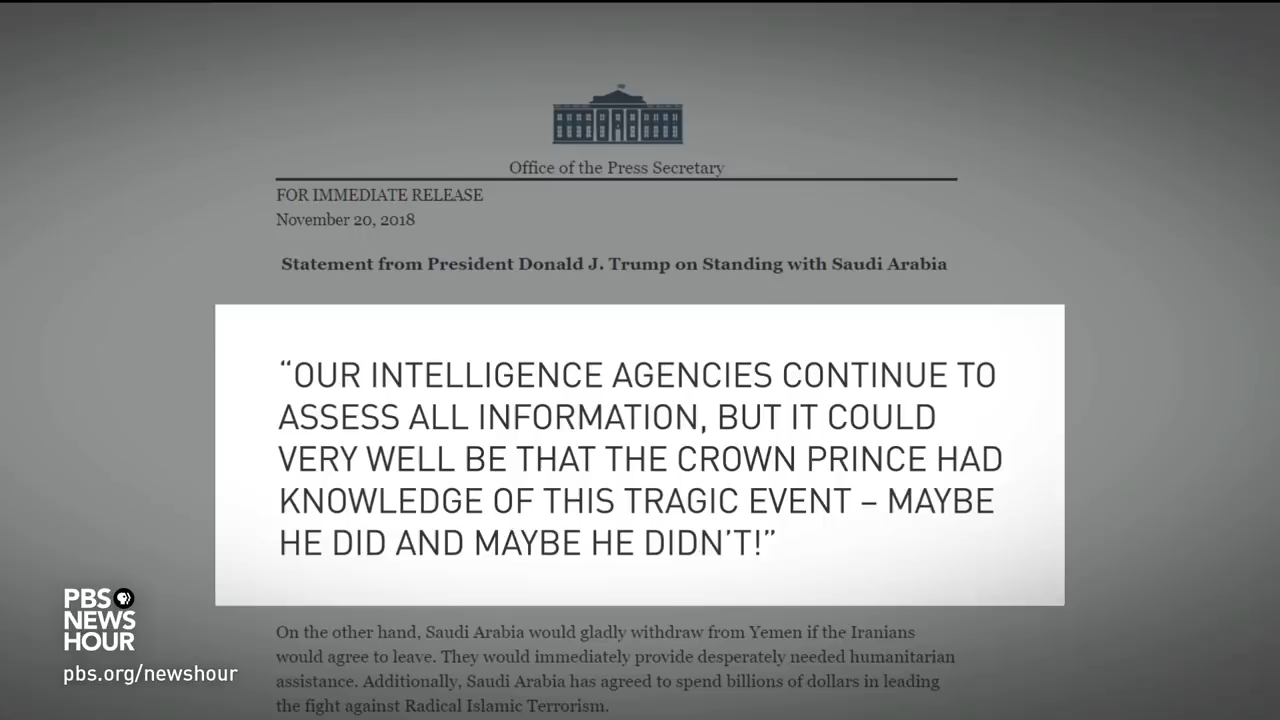 Office of the Press Secretary
FOR IMMEDIATE RELEASE
November 20, 2018
Statement from President Donald J. Trump on Standing with Saudi Arabia
“OUR INTELLIGENCE AGENCIES CONTINUE TO
ASSESS ALL INFORMATION, BUT IT COULD
VERY WELL BE THAT THE CROWN PRINCE HAD
KNOWLEDGE OF THIS TRAGIC EVENT – MAYBE
HE DID AND MAYBE HE DIDN’T!”
On the other hand, Saudi Arabia would gladly withdraw from Yemen if the Iranians
would agree to leave. They would immediately provide desperately needed humanitarian
assistance. Additionally, Saudi Arabia has agreed to spend billions of dollars in leading
the fight against Radical Islamic Terrorism.
PBS
NEWS
HOUR
pbs.org/newshour